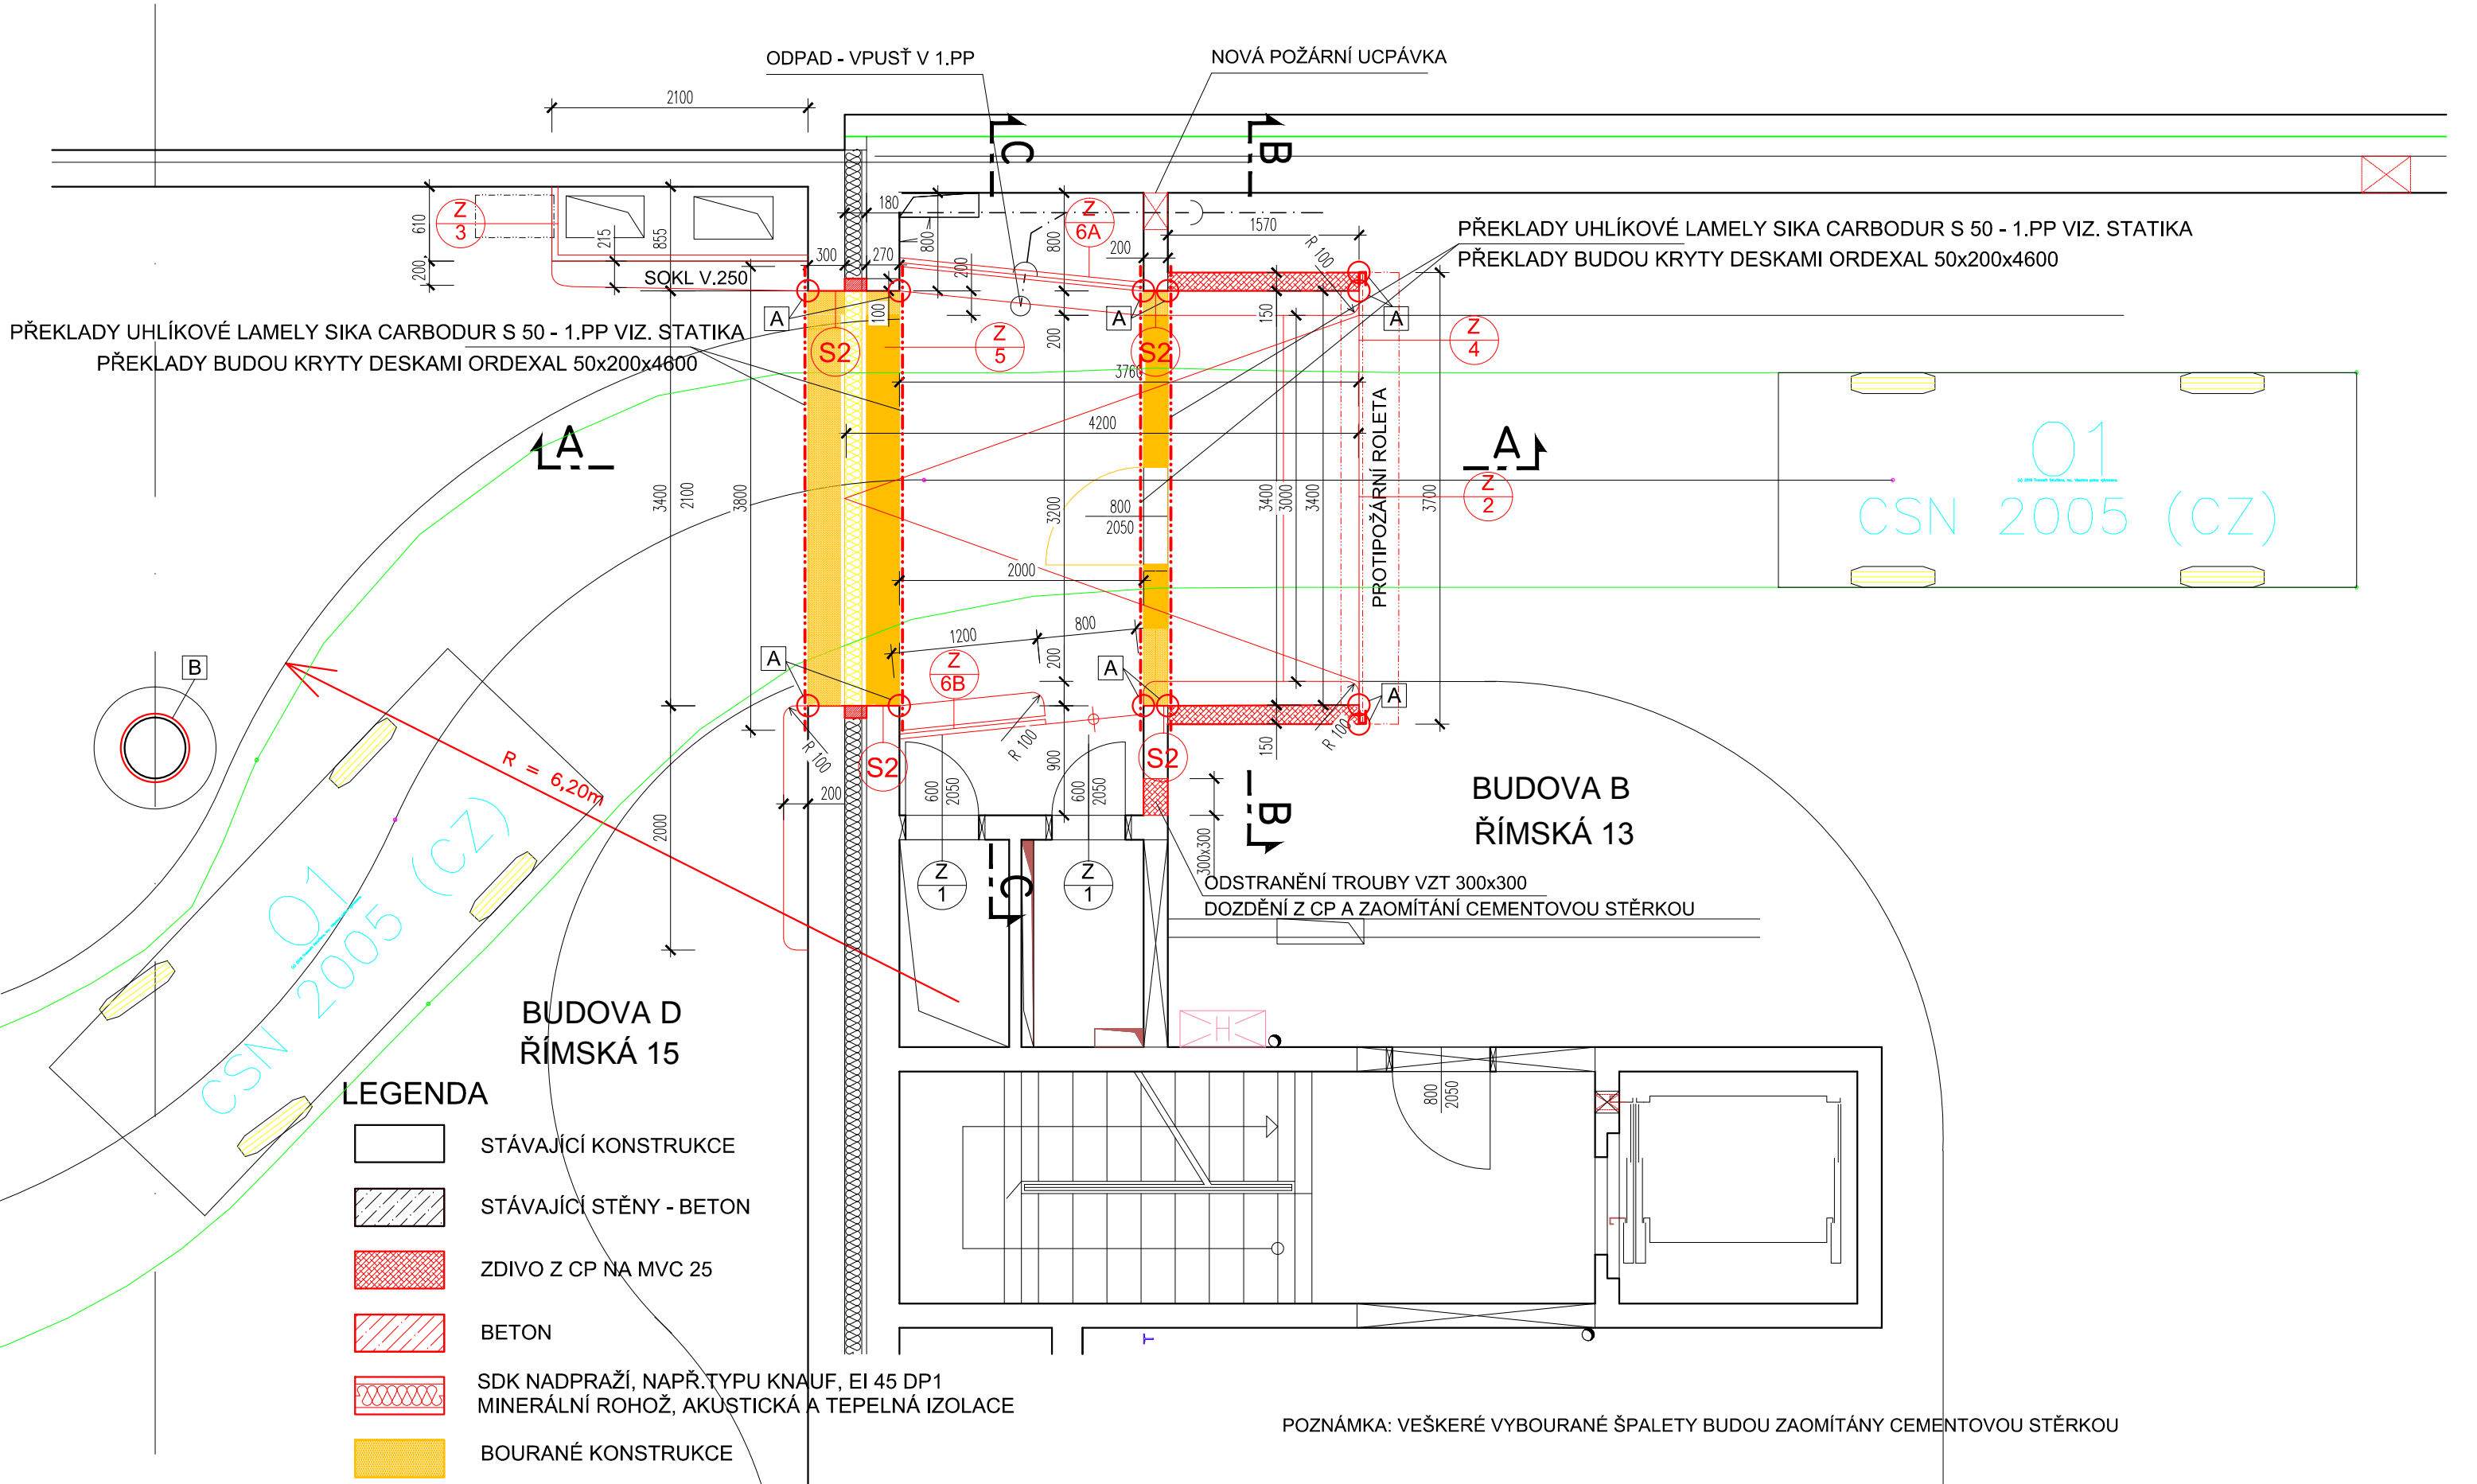 ODPAD - VPUSŤ V 1.PP
NOVÁ POŽÁRNÍ UCPÁVKA
2100
C
B
180
Z
3
Z
6A
610
215
855
800
800
1570
R 100
PŘEKLADY UHLÍKOVÉ LAMELY SIKA CARBODUR S 50 - 1.PP VIZ. STATIKA
PŘEKLADY BUDOU KRYTY DESKAMI ORDEXAL 50x200x4600
300
270
200
200
200
SOKL V.250
100
150
A
A
A
PŘEKLADY UHLÍKOVÉ LAMELY SIKA CARBODUR S 50 - 1.PP VIZ. STATIKA
PŘEKLADY BUDOU KRYTY DESKAMI ORDEXAL 50x200x4600
S2
Z
5
200
S2
Z
4
3760
4200
PROTIPOŽÁRNÍ ROLETA
A
A
O1
CSN 2005 (CZ)
3400
2100
3800
3200
800
2050
3400
3000
3400
Z
2
3700
2000
1200
800
B
A
Z
6B
200
A
A
R = 6,20m
R 100
S2
R 100
900
S2
150
R 100
200
600
2050
600
2050
2000
B
300x300
BUDOVA B
ŘÍMSKÁ 13
Z
1
C
Z
1
ODSTRANĚNÍ TROUBY VZT 300x300
DOZDĚNÍ Z CP A ZAOMÍTÁNÍ CEMENTOVOU STĚRKOU
O1
CSN 2005 (CZ)
BUDOVA D
ŘÍMSKÁ 15
H
800
2050
LEGENDA
STÁVAJÍCÍ KONSTRUKCE
STÁVAJÍCÍ STĚNY - BETON
ZDIVO Z CP NA MVC 25
BETON
SDK NADPRAŽÍ, NAPŘ.TYPU KNAUF, EI 45 DP1
MINERÁLNÍ ROHOŽ, AKUSTICKÁ A TEPELNÁ IZOLACE
BOURANÉ KONSTRUKCE
POZNÁMKA: VEŠKERÉ VYBOURANÉ ŠPALETY BUDOU ZAOMÍTÁNY CEMENTOVOU STĚRKOU